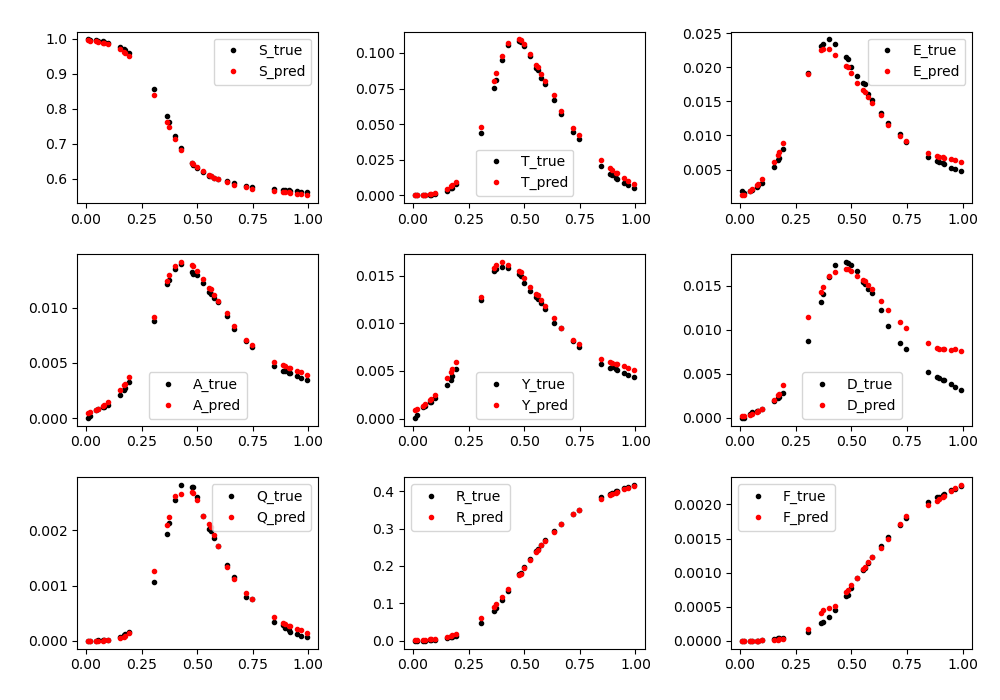 1.0
0.9
0.8
0.7
0.6
0.00 0.25 0.50 0.75 1.00
S_true
S_pred
0.100
0.075
0.050
0.025
0.000
0.00 0.25 0.50 0.75 1.00
T_true
T_pred
0.025
0.020
0.015
0.010
0.005
0.00 0.25 0.50 0.75 1.00
E_true
E_pred
0.010
0.005
0.000
0.00 0.25 0.50 0.75 1.00
A_true
A_pred
0.015
0.010
0.005
0.000
0.00 0.25 0.50 0.75 1.00
Y_true
Y_pred
0.015
0.010
0.005
0.000
0.00 0.25 0.50 0.75 1.00
D_true
D_pred
0.002
0.001
0.000
0.00 0.25 0.50 0.75 1.00
Q_true
Q_pred
0.4
0.3
0.2
0.1
0.0
0.00 0.25 0.50 0.75 1.00
R_true
R_pred
0.0020
0.0015
0.0010
0.0005
0.0000
0.00 0.25 0.50 0.75 1.00
F_true
F_pred